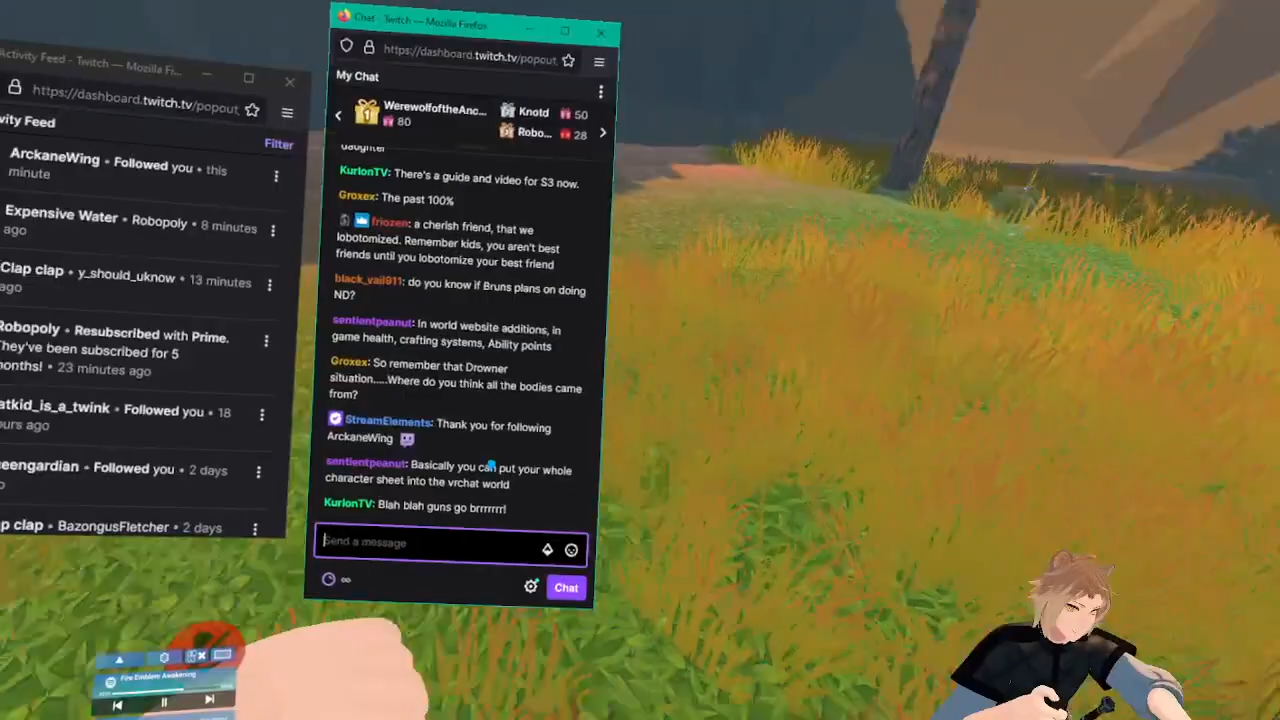 Activity Feed - Twitch — Mozilla Fi...
https://dashboard.twitch.tv/popout
vity Feed
Filter
ArckaneWing • Followed you • this
minute
Expensive Water • Robopoly • 8 minutes
ago
Clap clap • y_should_uknow • 13 minutes
ago
Robopoly • Resubscribed with Prime.
They've been subscribed for 5
months! • 23 minutes ago
atkid_is_a_twink • Followed you • 18
ours ago
eengardian • Followed you • 2 days
o
ap clap • BazongusFletcher • 2 days
Chat - Twitch — Mozilla Firefox
https://dashboard.twitch.tv/popout
My Chat
WerewolfoftheAnc...
80
Knotd 50
Robo... 28
daughter
KurlonTV: There's a guide and video for S3 now.
Groxex: The past 100%
friozen: a cherish friend, that we
lobotomized. Remember kids, you aren't best
friends until you lobotomize your best friend
black_vail911: do you know if Bruns plans on doing
ND?
sentientpeanut: In world website additions, in
game health, crafting systems, Ability points
Groxex: So remember that Drowner
situation.....Where do you think all the bodies came
from?
StreamElements: Thank you for following
ArckaneWing
sentientpeanut: Basically you can put your whole
character sheet into the vrchat world
KurlonTV: Blah blah guns go brrrrrrr!
Send a message
Chat
Fire Emblem Awakening